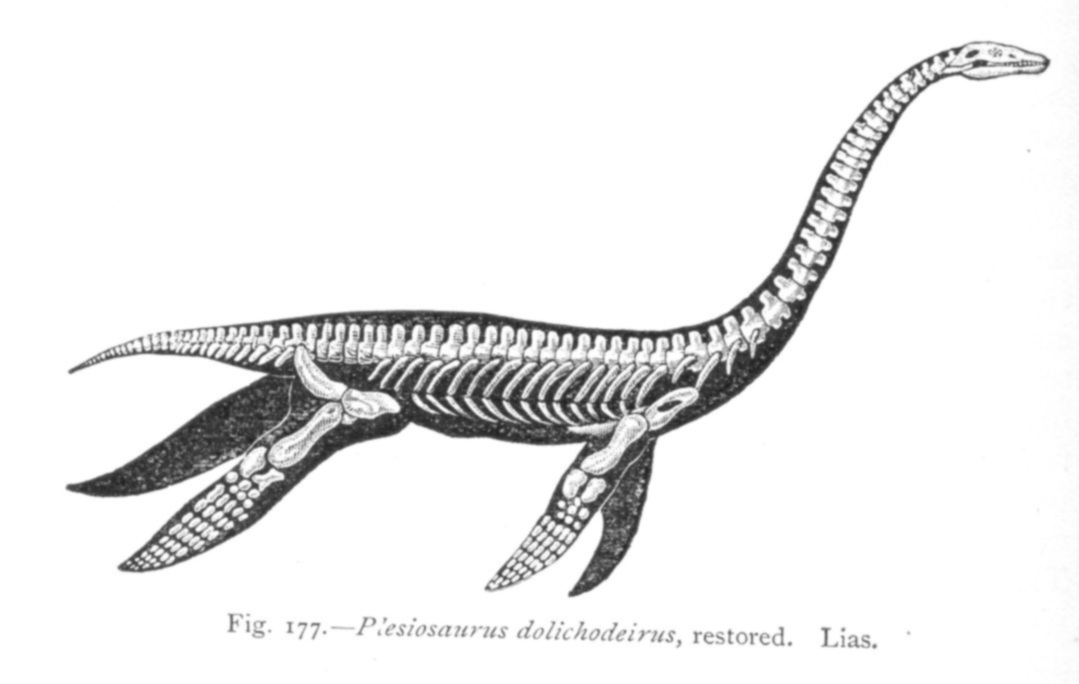 Fig. 177.—Plesiosaurus dolichodeirus, restored. Lias.